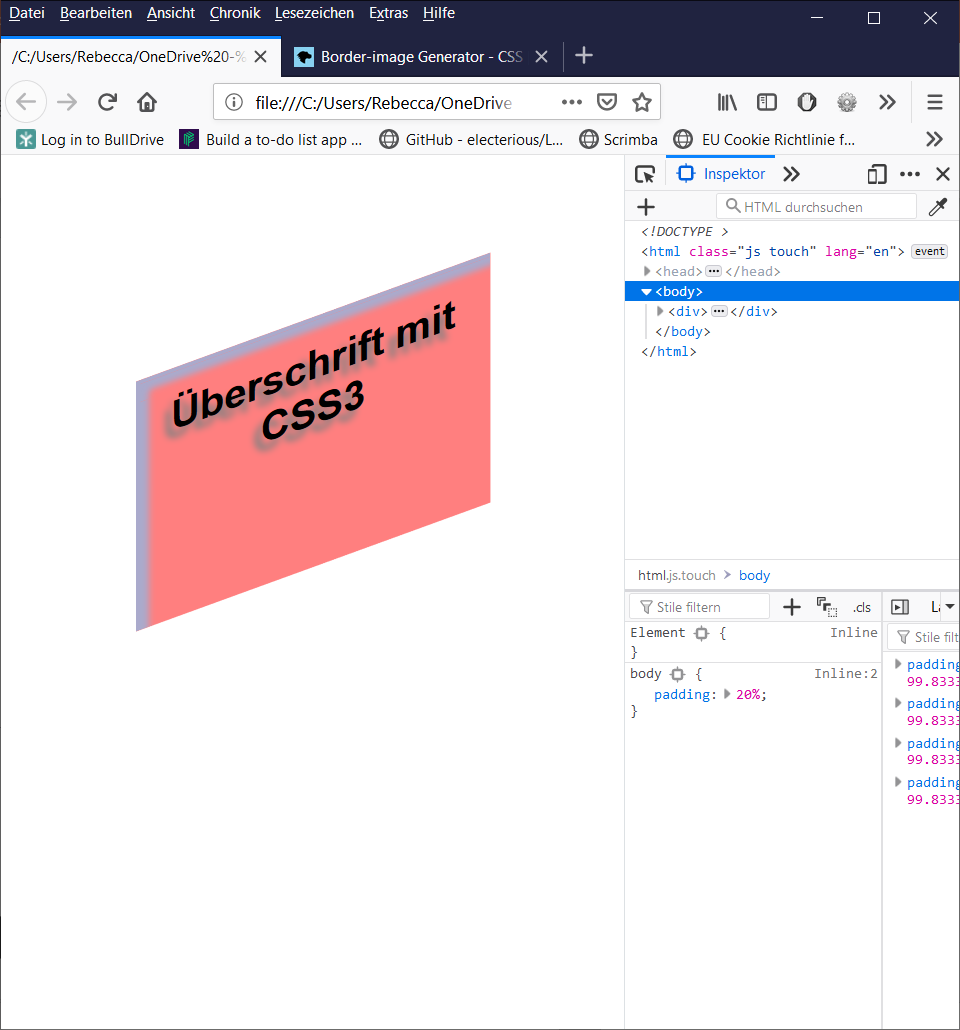 Datei Bearbeiten Ansicht Chronik Lesezeichen Extras Hilfe
/C:/Users/Rebecca/OneDrive%20-% Border-image Generator - CSS
file:///C:/Users/Rebecca/OneDrive
Log in to BullDrive Build a to-do list app ... GitHub - electerious/L... Scrimba EU Cookie Richtlinie f...
Inspektor
HTML durchsuchen
<!DOCTYPE >
<html class="js touch" lang="en"> event
<head> ••• </head>
<body>
<div> ••• </div>
</body>
</html>
Überschrift mit
CSS3
html.js.touch > body
Stile filtern + .cls
Element { Inline
}
body { Inline:2
padding: 20%;
}
Stile filt
padding
99.8333
padding
99.8333
padding
99.8333
padding
99.8333